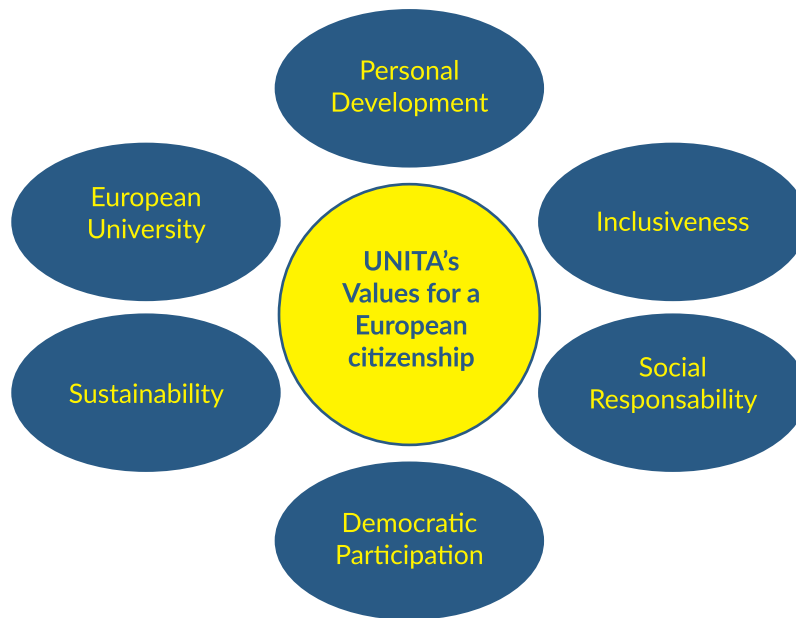 Personal
Development
European
University
Inclusiveness
UNITA's
Values for a
European
citizenship
Sustainability
Social
Responsability
Democratic
Participation